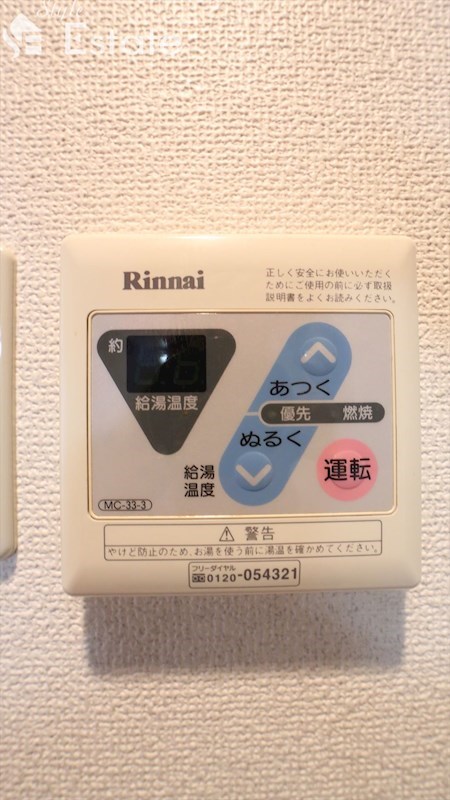 Estate
Rinnai
正しく安全にお使いいただく
ためにご使用の前に必ず取扱
説明書をよくお読みください。
約
給湯温度
あつく
優先 燃焼
ぬるく
給湯
温度
運転
MC-33-3
⚠ 警告
やけど防止のため、お湯を使う前に湯温を確かめてください。
フリーダイヤル
0120-054321